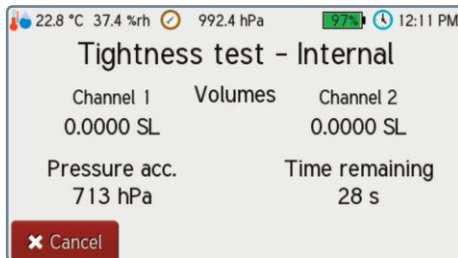 22.8 °C 37.4 %rh 992.4 hPa 97% 12:11 PM
Tightness test - Internal
Channel 1 Volumes Channel 2
0.0000 SL 0.0000 SL
Pressure acc. Time remaining
713 hPa 28 s
Cancel